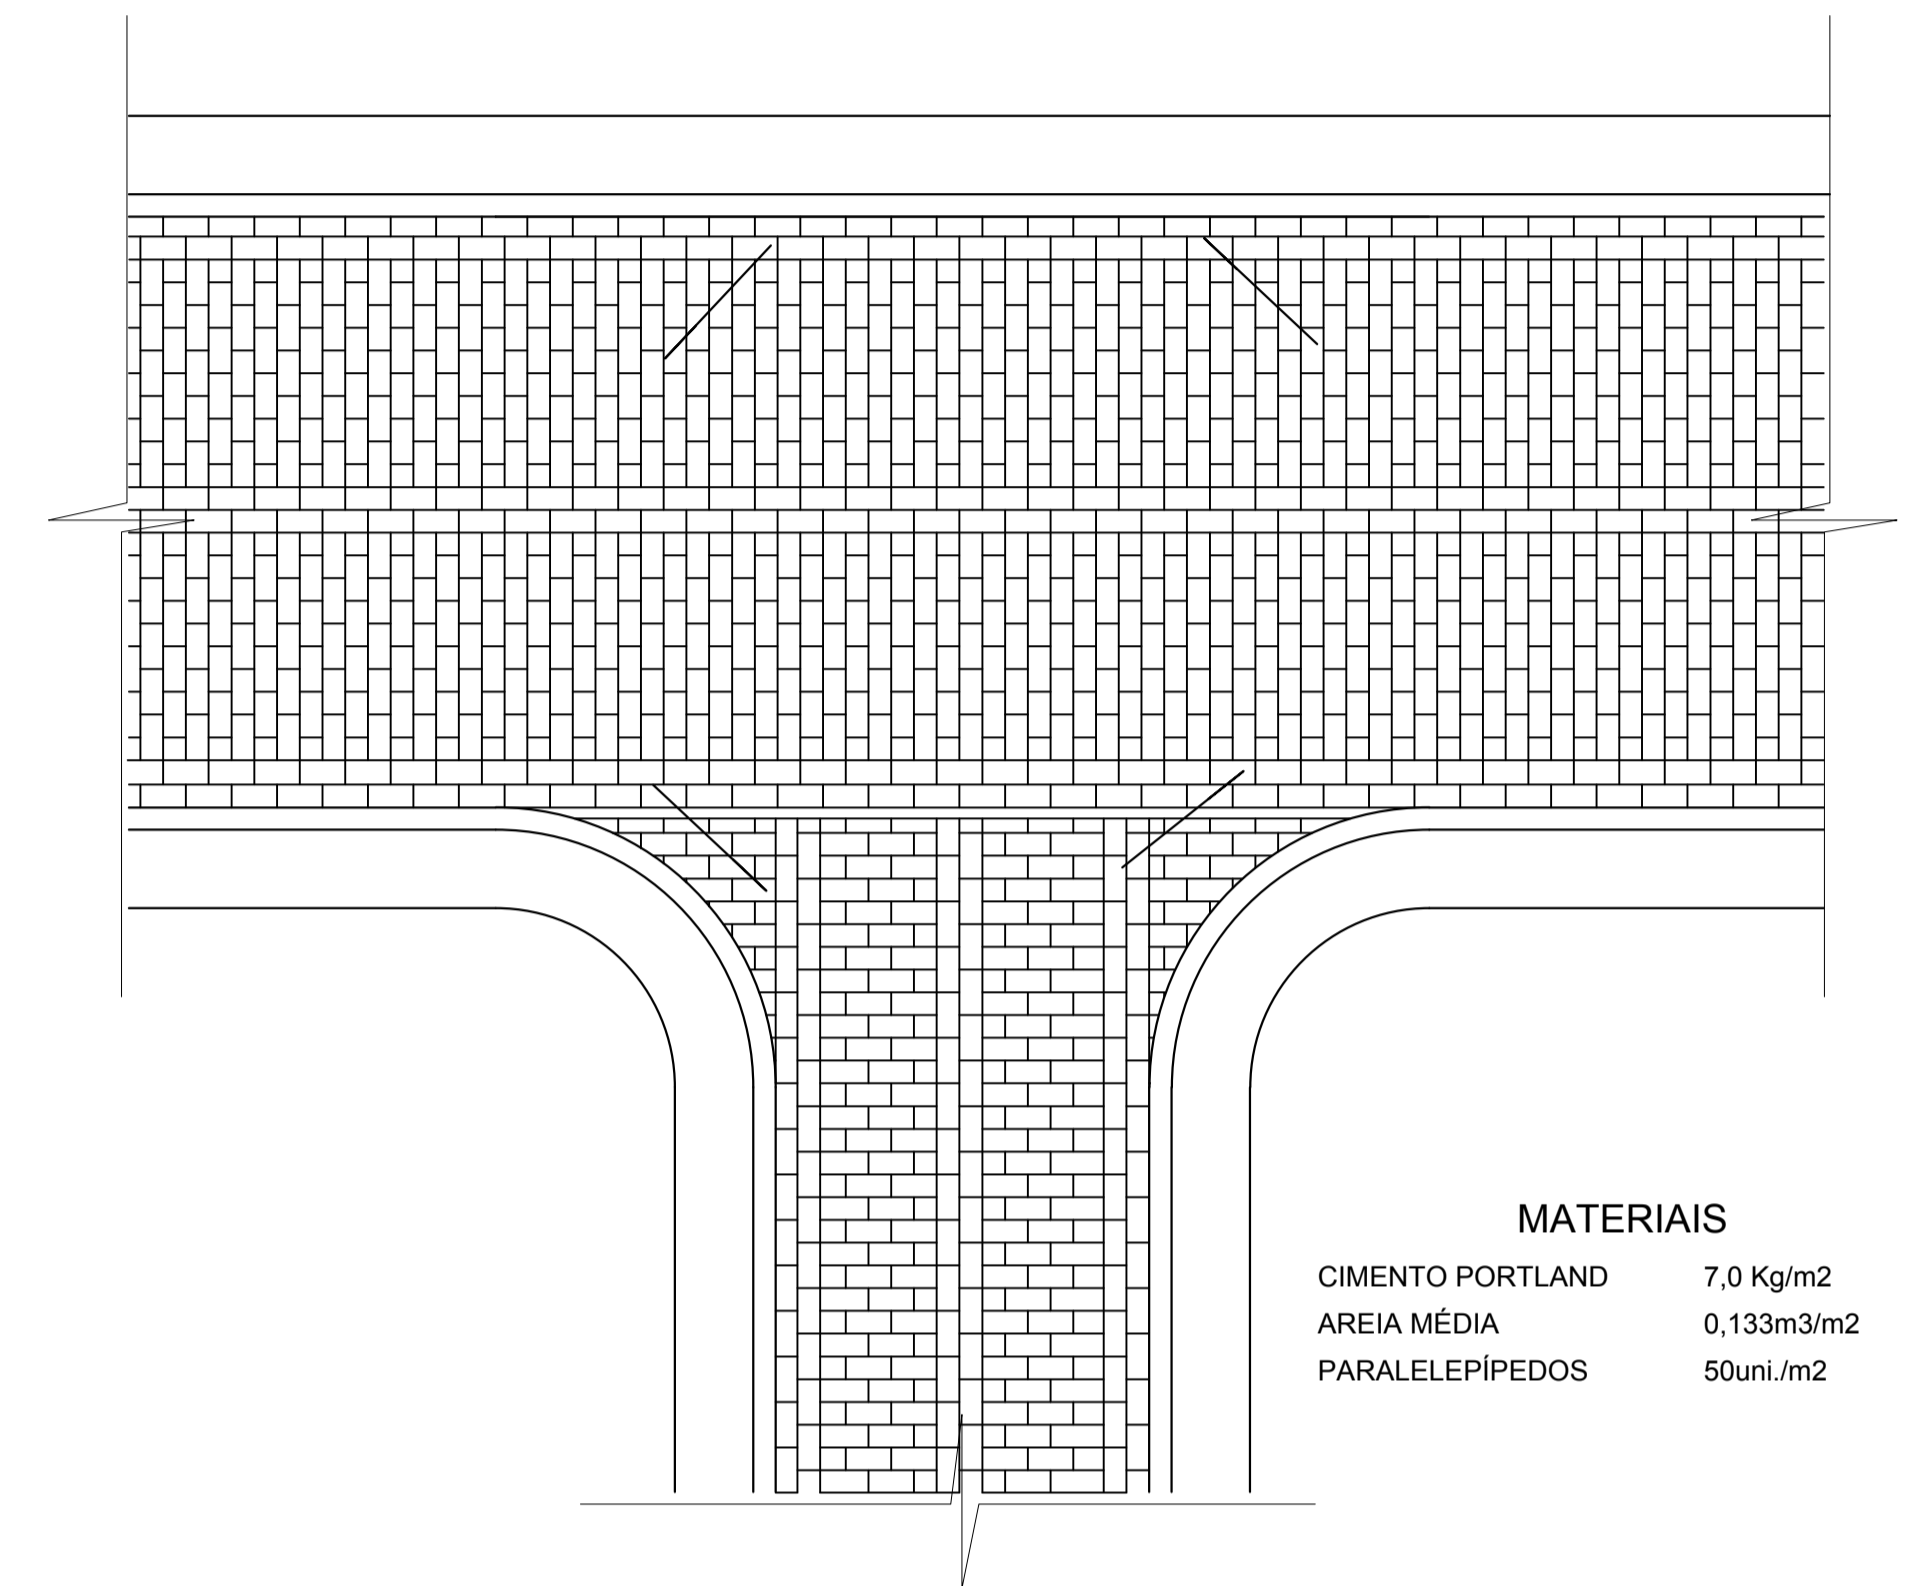 MATERIAIS
CIMENTO PORTLAND 7,0 Kg/m2
AREIA MÉDIA 0,133m3/m2
PARALELEPÍPEDOS 50uni./m2